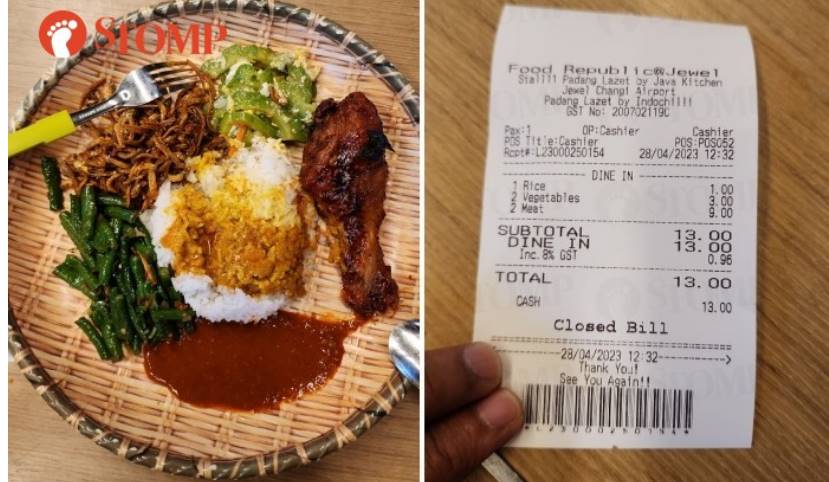 STOMP
Food Republic@Jewel
Stall11 Padang Lazet by Java Kitchen
Jewel Changi Airport
Padang Lazet by Indochilli
GST No: 200702119C
Pax:1 OP:Cashier Cashier
POS Title:Cashier POS:POS052
Rcpt#:L23000250154 28/04/2023 12:32
DINE IN
1 Rice 1.00
2 Vegetables 3.00
2 Meat 9.00
SUBTOTAL 13.00
DINE IN 13.00
Inc.8% GST 0.96
TOTAL 13.00
CASH 13.00
Closed Bill
28/04/2023 12:32
Thank You!
See You Again!!
*L23000250154*